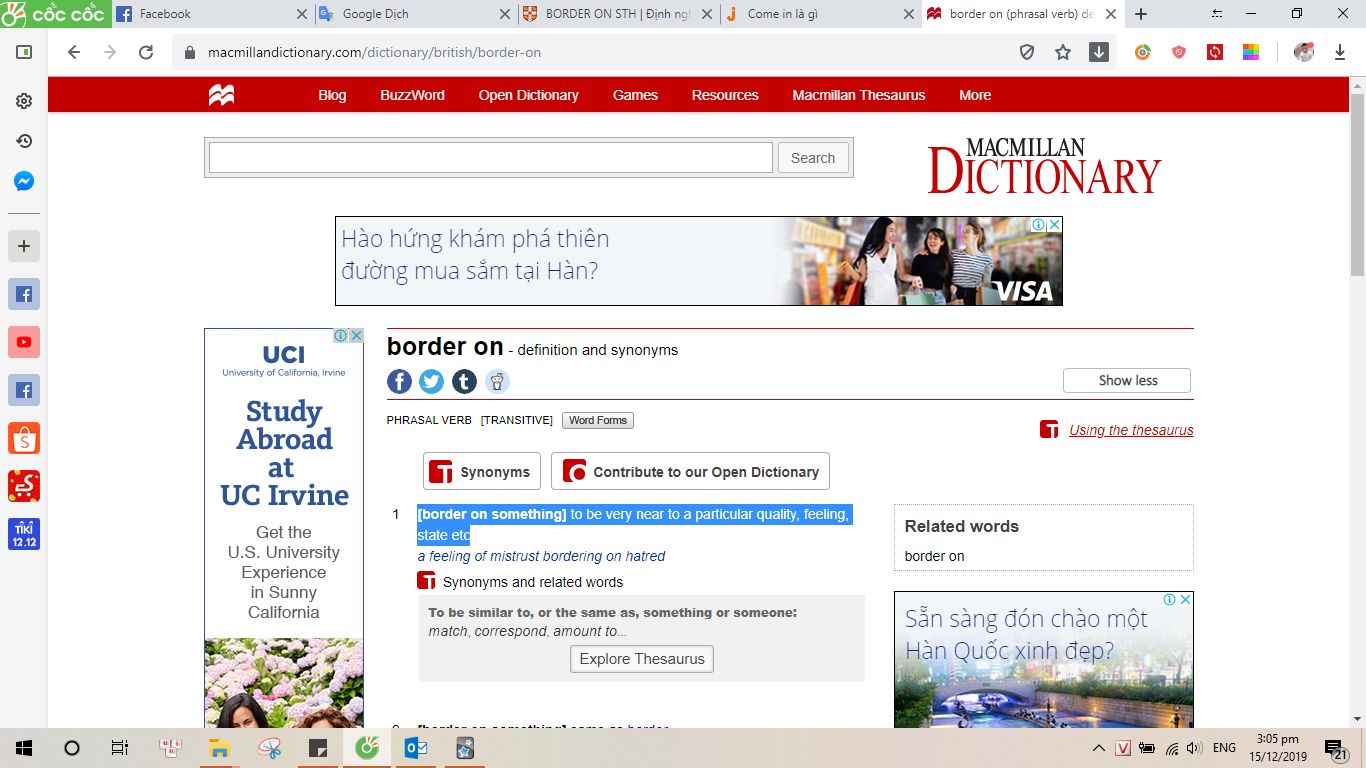 cốc cốc
Facebook
Google Dịch
BORDER ON STH | Định ngh
Come in là gì
border on (phrasal verb) de
macmillandictionary.com/dictionary/british/border-on
Blog BuzzWord Open Dictionary Games Resources Macmillan Thesaurus More
Search
MACMILLAN
DICTIONARY
Hào hứng khám phá thiên
đường mua sắm tại Hàn?
VISA
UCI
University of California, Irvine
Study
Abroad
at
UC Irvine
Get the
U.S. University
Experience
in Sunny
California
border on - definition and synonyms
Show less
PHRASAL VERB [TRANSITIVE] Word Forms
Using the thesaurus
Synonyms
Contribute to our Open Dictionary
1 [border on something] to be very near to a particular quality, feeling,
state etc
a feeling of mistrust bordering on hatred
Synonyms and related words
To be similar to, or the same as, something or someone:
match, correspond, amount to...
Explore Thesaurus
Related words
border on
Sẵn sàng đón chào một
Hàn Quốc xinh đẹp?
TIKI
12.12
ENG
3:05 pm
15/12/2019
21